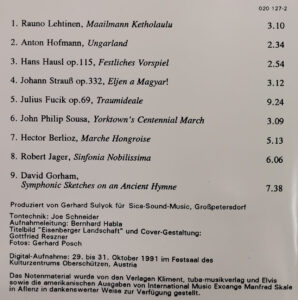 020 127-2
1. Rauno Lehtinen, Maailmann Ketholaulu 3.10
2. Anton Hofmann, Ungarland 2.34
3. Hans Hausl op.115, Festliches Vorspiel 2.54
4. Johann Strauß op.332, Eljen a Magyar! 3.12
5. Julius Fucik op.69, Traumideale 9.24
6. John Philip Sousa, Yorktown's Centennial March 3.09
7. Hector Berlioz, Marche Hongroise 5.13
8. Robert Jager, Sinfonia Nobilissima 6.06
9. David Gorham,
Symphonic Sketches on an Ancient Hymne 7.38
Produziert von Gerhard Sulyok für Sice-Sound-Music, Großpetersdorf
Tontechnik: Joe Schneider
Aufnahmeleitung: Bernhard Habla
Titelbild "Eisenberger Landschaft" und Cover-Gestaltung:
Gottfried Reszner
Fotos: Gerhard Posch
Digital-Aufnahme: 29. bis 31. Oktober 1991 im Festsaal des
Kulturzentrums Oberschützen, Austria
Das Notenmaterial wurde von den Verlagen Kliment, tuba-musikverlag und Elvis
sowie die amerikanischen Ausgaben von International Music Exxange Manfred Skale
in Aflenz in dankenswerter Weise zur Verfügung gestellt.